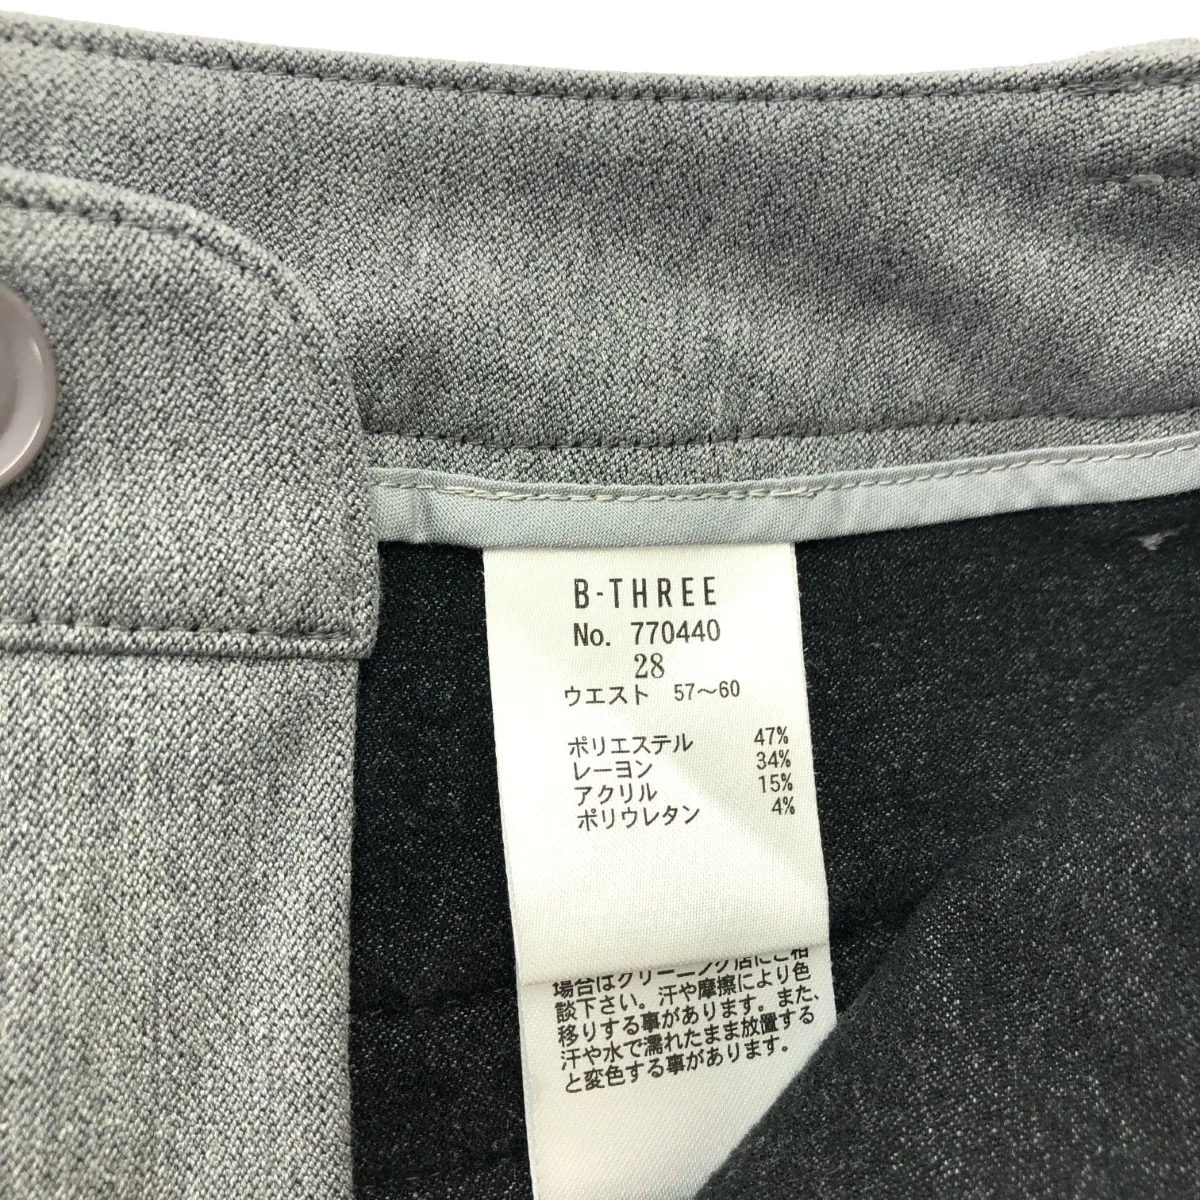 B-THREE
No. 770440
28
ウエスト 57～60
ポリエステル 47%
レーヨン 34%
アクリル 15%
ポリウレタン 4%
場合はクリーニング店にご相
談下さい。汗や摩擦により色
移りする事があります。また、
汗や水で濡れたまま放置する
と変色する事があります。